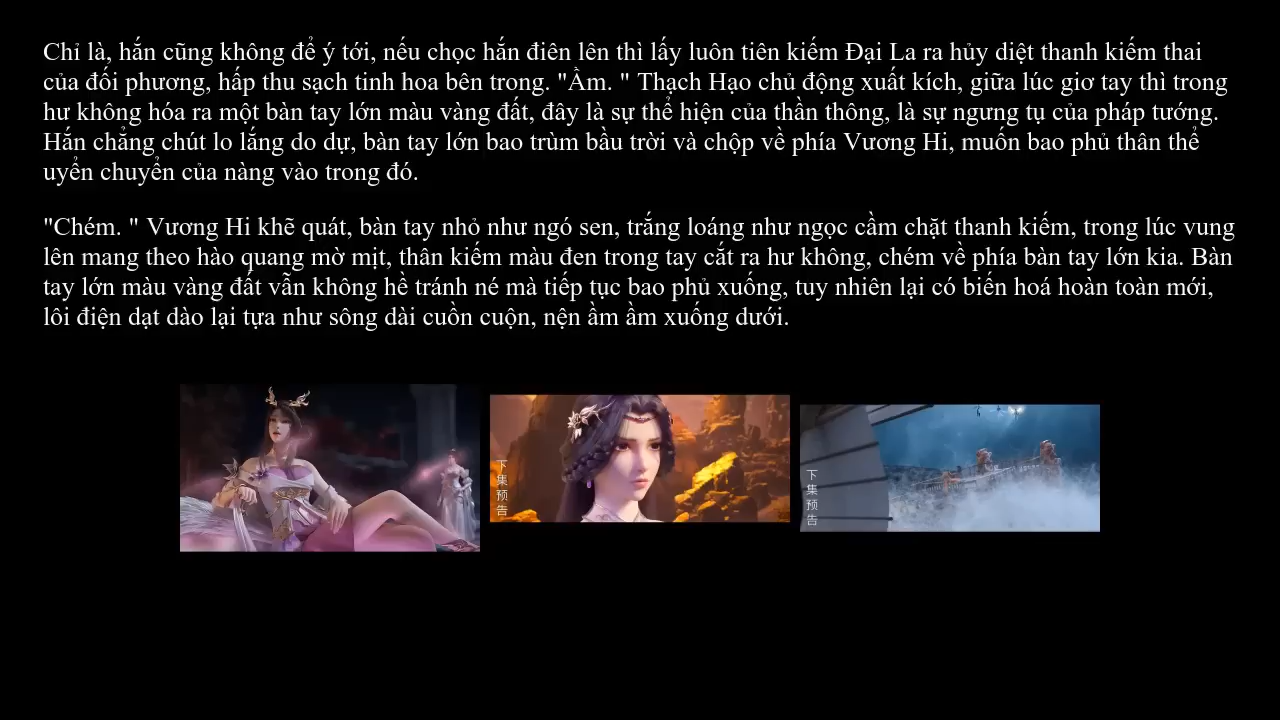 Chỉ là, hắn cũng không để ý tới, nếu chọc hắn điên lên thì lấy luôn tiên kiếm Đại La ra hủy diệt thanh kiếm thai
của đối phương, hấp thu sạch tinh hoa bên trong. "Ầm. " Thạch Hạo chủ động xuất kích, giữa lúc giơ tay thì trong
hư không hóa ra một bàn tay lớn màu vàng đất, đây là sự thể hiện của thần thông, là sự ngưng tụ của pháp tướng.
Hắn chẳng chút lo lắng do dự, bàn tay lớn bao trùm bầu trời và chộp về phía Vương Hi, muốn bao phủ thân thể
uyển chuyển của nàng vào trong đó.
"Chém. " Vương Hi khẽ quát, bàn tay nhỏ như ngó sen, trắng loáng như ngọc cầm chặt thanh kiếm, trong lúc vung
lên mang theo hào quang mờ mịt, thân kiếm màu đen trong tay cắt ra hư không, chém về phía bàn tay lớn kia. Bàn
tay lớn màu vàng đất vẫn không hề tránh né mà tiếp tục bao phủ xuống, tuy nhiên lại có biến hoá hoàn toàn mới,
lôi điện dạt dào lại tựa như sông dài cuồn cuộn, nện ầm ầm xuống dưới.
下集预告
下集预告